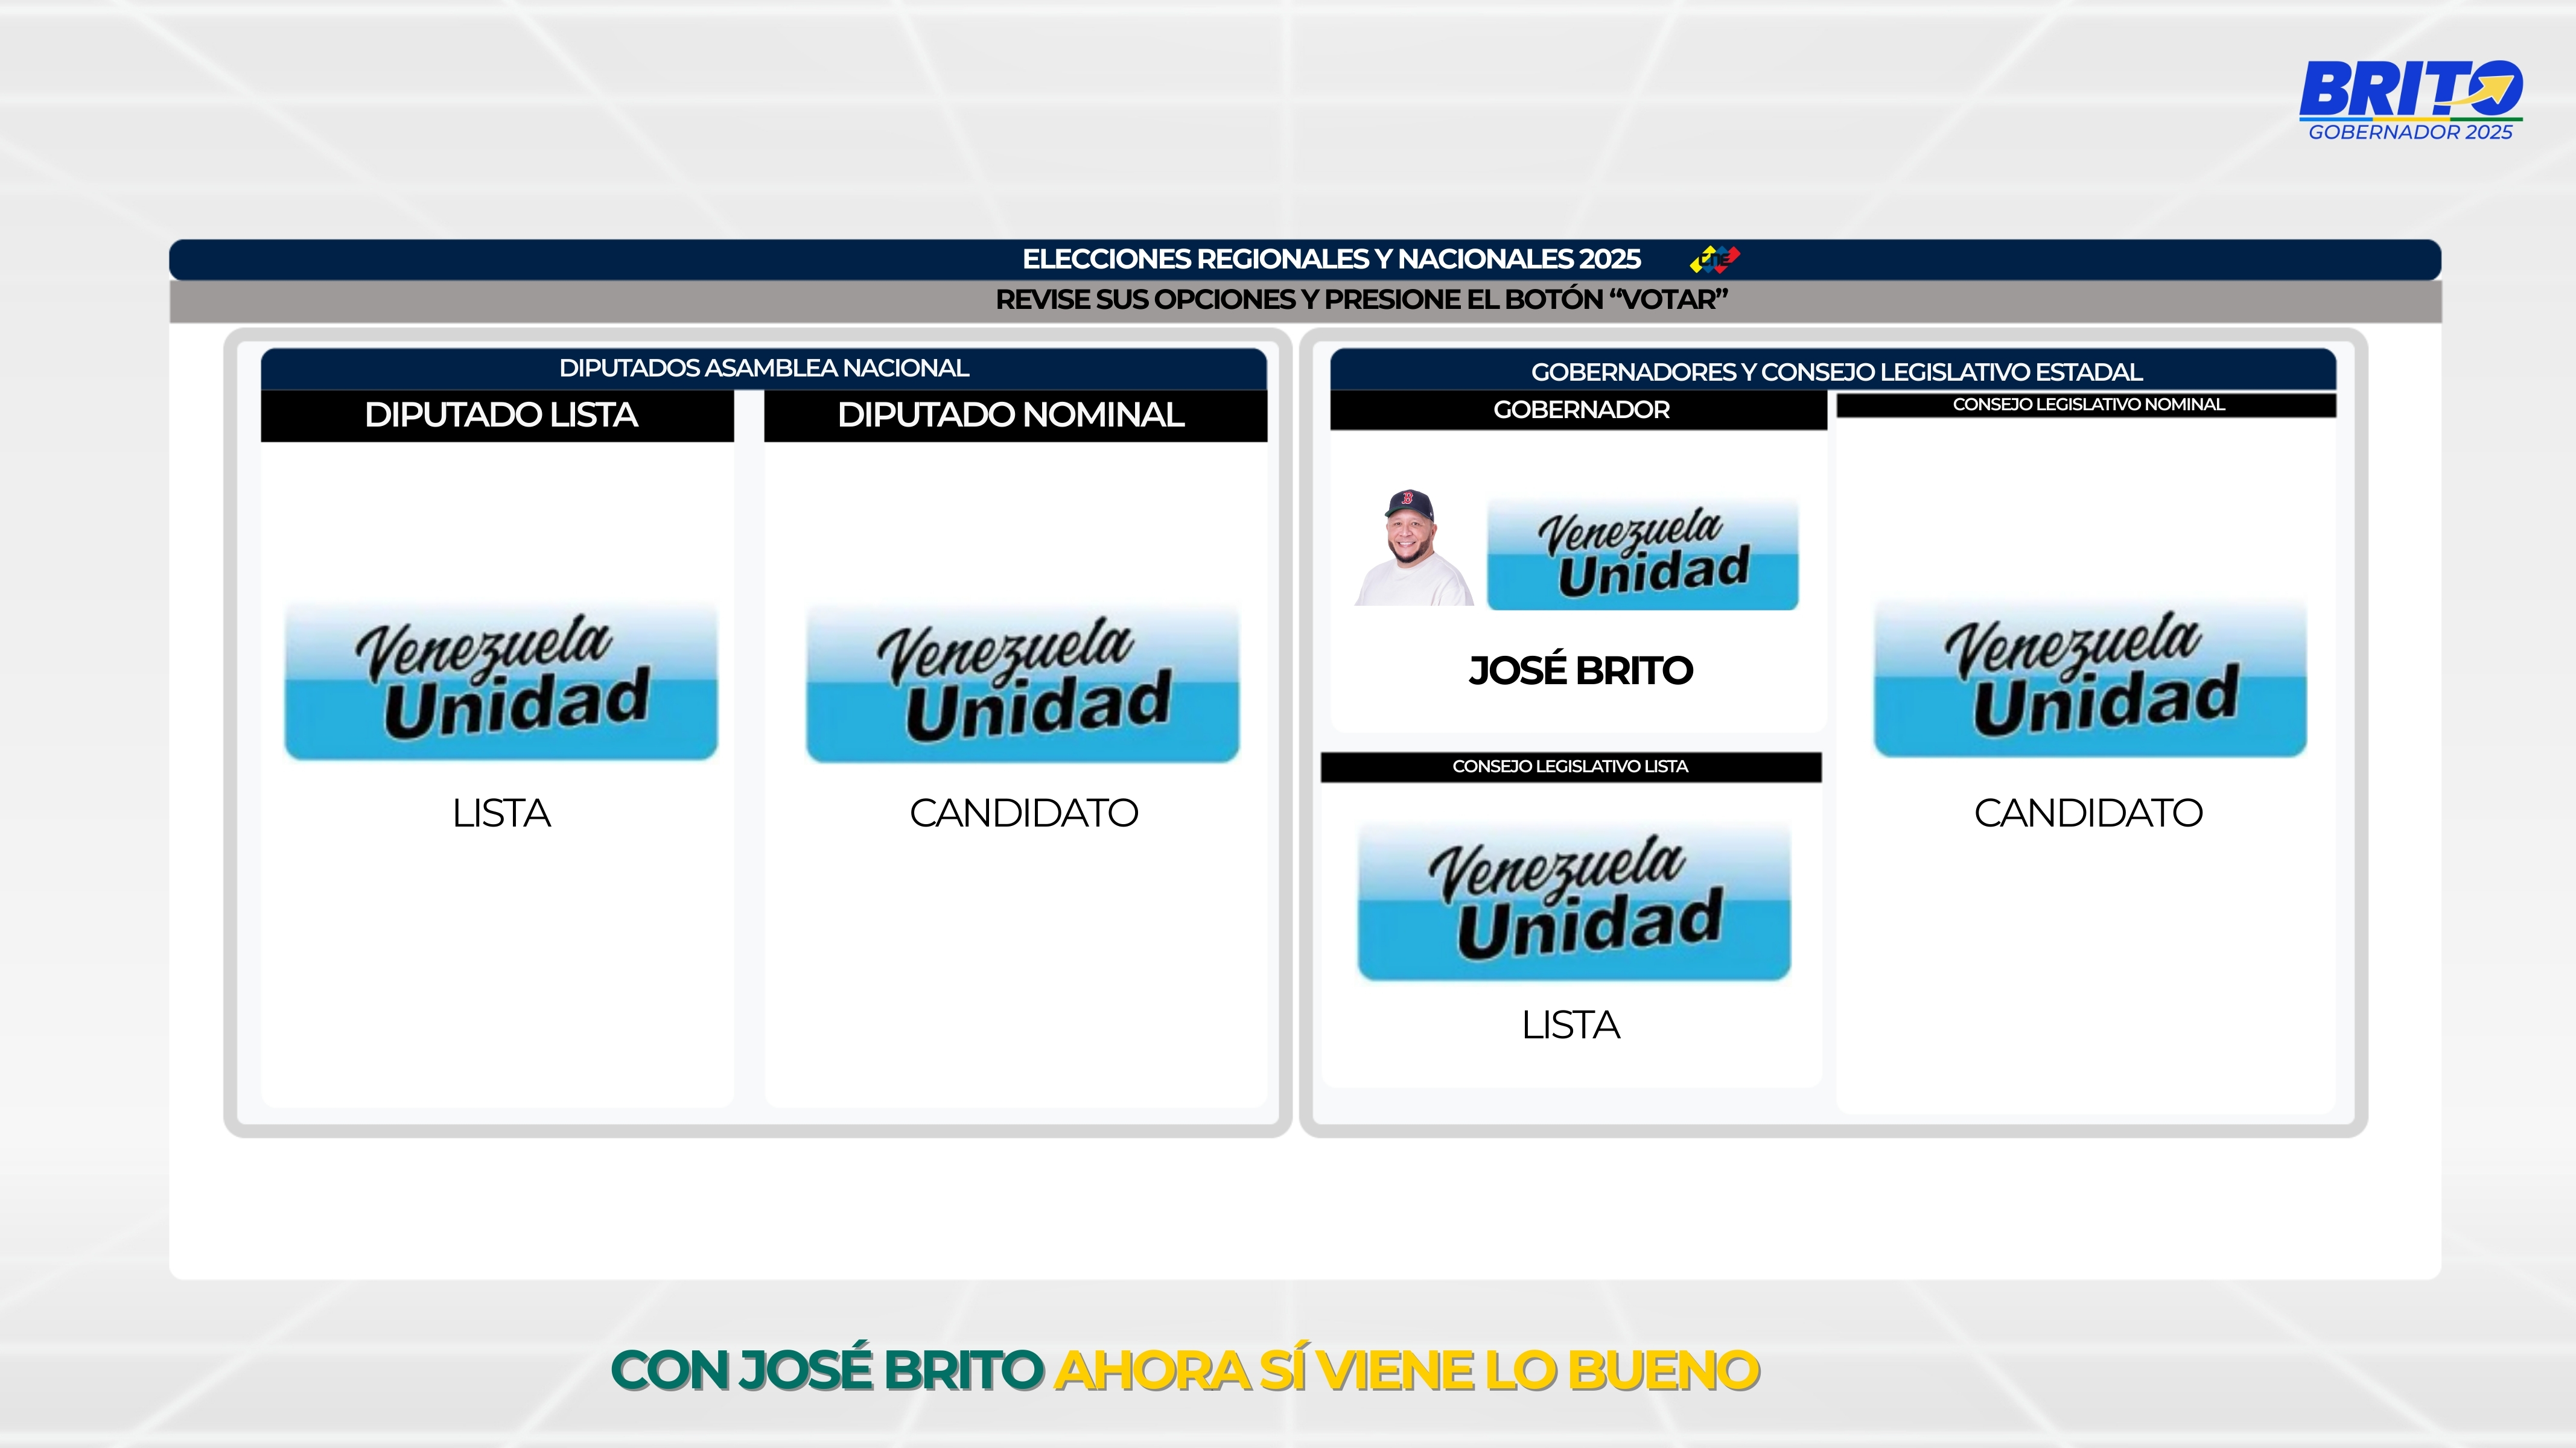 BRITO
GOBERNADOR 2025
ELECCIONES REGIONALES Y NACIONALES 2025
cne
REVISE SUS OPCIONES Y PRESIONE EL BOTÓN “VOTAR”
DIPUTADOS ASAMBLEA NACIONAL
DIPUTADO LISTA
Venezuela
Unidad
LISTA
DIPUTADO NOMINAL
Venezuela
Unidad
CANDIDATO
GOBERNADORES Y CONSEJO LEGISLATIVO ESTADAL
GOBERNADOR
B
Venezuela
Unidad
JOSÉ BRITO
CONSEJO LEGISLATIVO LISTA
Venezuela
Unidad
LISTA
CONSEJO LEGISLATIVO NOMINAL
Venezuela
Unidad
CANDIDATO
CON JOSÉ BRITO AHORA SÍ VIENE LO BUENO